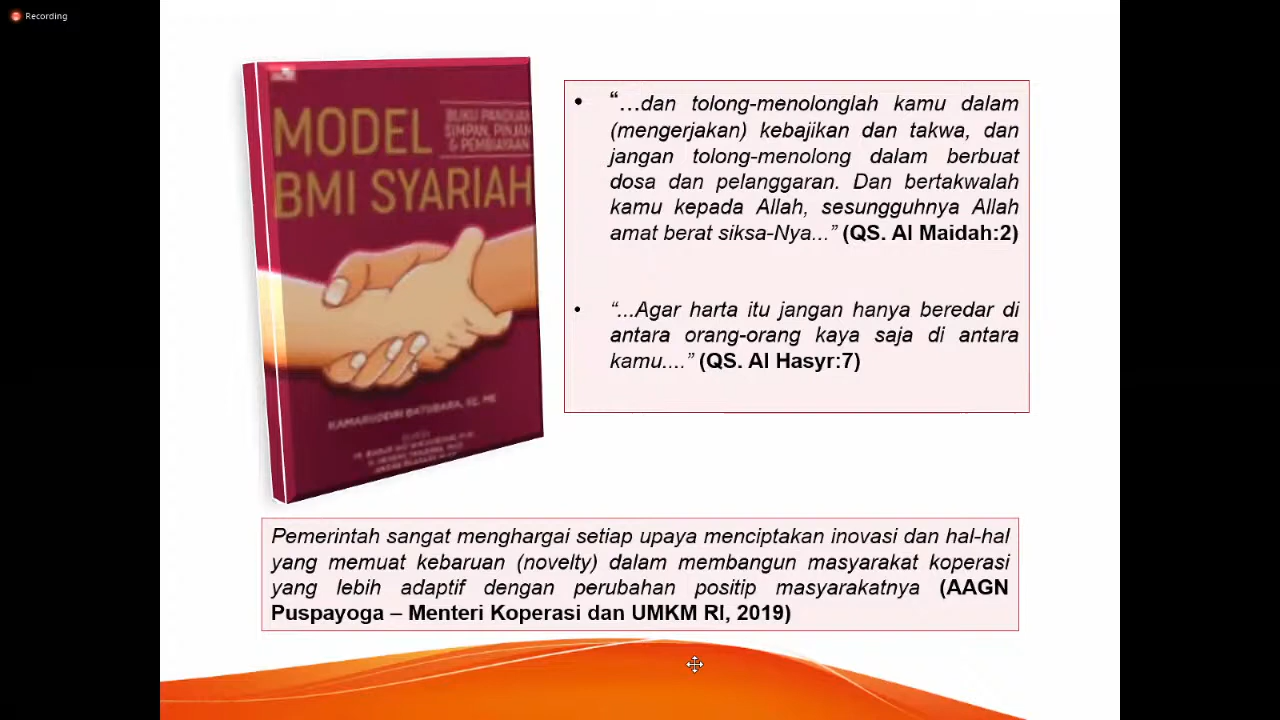 Recording
MODEL
BUKU PANDUAN
SIMPAN, PINJAM
& PEMBIAYAAN
BMI SYARIAH
KAMARUDDIN BATUBARA, SE, ME
• “…dan tolong-menolonglah kamu dalam
(mengerjakan) kebajikan dan takwa, dan
jangan tolong-menolong dalam berbuat
dosa dan pelanggaran. Dan bertakwalah
kamu kepada Allah, sesungguhnya Allah
amat berat siksa-Nya...” (QS. Al Maidah:2)
• “...Agar harta itu jangan hanya beredar di
antara orang-orang kaya saja di antara
kamu....” (QS. Al Hasyr:7)
Pemerintah sangat menghargai setiap upaya menciptakan inovasi dan hal-hal
yang memuat kebaruan (novelty) dalam membangun masyarakat koperasi
yang lebih adaptif dengan perubahan positip masyarakatnya (AAGN
Puspayoga – Menteri Koperasi dan UMKM RI, 2019)